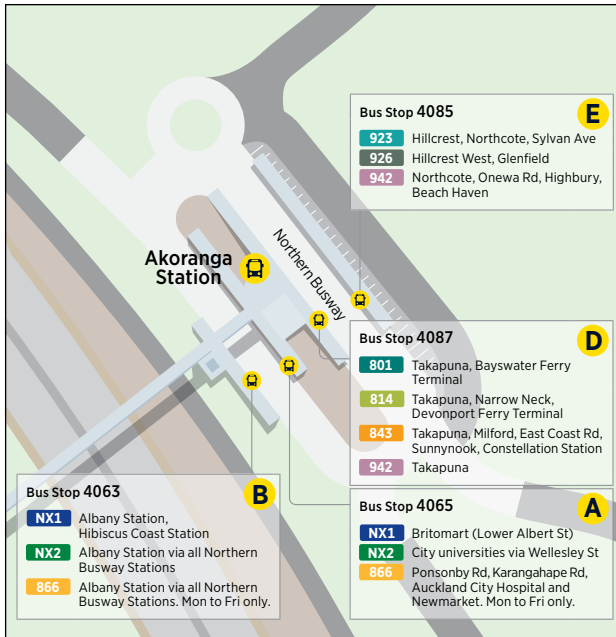 Bus Stop 4085
E
923 Hillcrest, Northcote, Sylvan Ave
926 Hillcrest West, Glenfield
942 Northcote, Onewa Rd, Highbury,
Beach Haven
Akoranga
Station
Northern Busway
Bus Stop 4087
D
801 Takapuna, Bayswater Ferry
Terminal
814 Takapuna, Narrow Neck,
Devonport Ferry Terminal
843 Takapuna, Milford, East Coast Rd,
Sunnynook, Constellation Station
942 Takapuna
Bus Stop 4063
B
NX1 Albany Station,
Hibiscus Coast Station
NX2 Albany Station via all Northern
Busway Stations
866 Albany Station via all Northern
Busway Stations. Mon to Fri only.
Bus Stop 4065
A
NX1 Britomart (Lower Albert St)
NX2 City universities via Wellesley St
866 Ponsonby Rd, Karangahape Rd,
Auckland City Hospital and
Newmarket. Mon to Fri only.